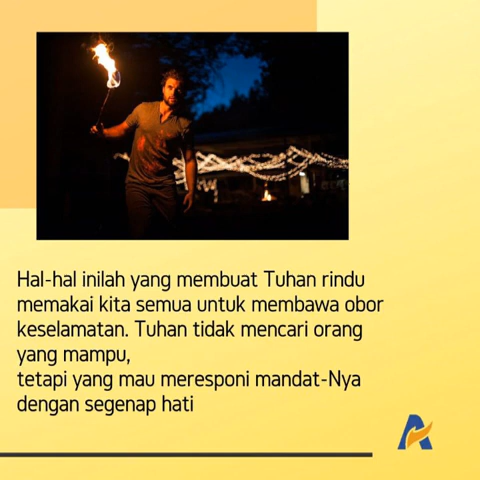 Hal-hal inilah yang membuat Tuhan rindu
memakai kita semua untuk membawa obor
keselamatan. Tuhan tidak mencari orang
yang mampu,
tetapi yang mau meresponi mandat-Nya
dengan segenap hati